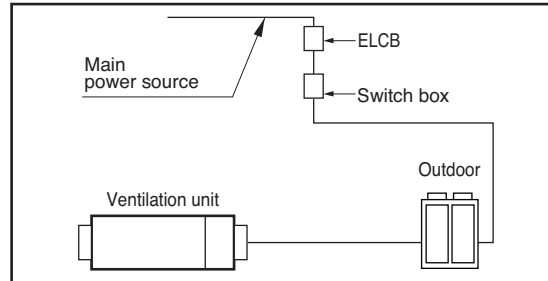 ELCB
Main
power source
Switch box
Outdoor
Ventilation unit